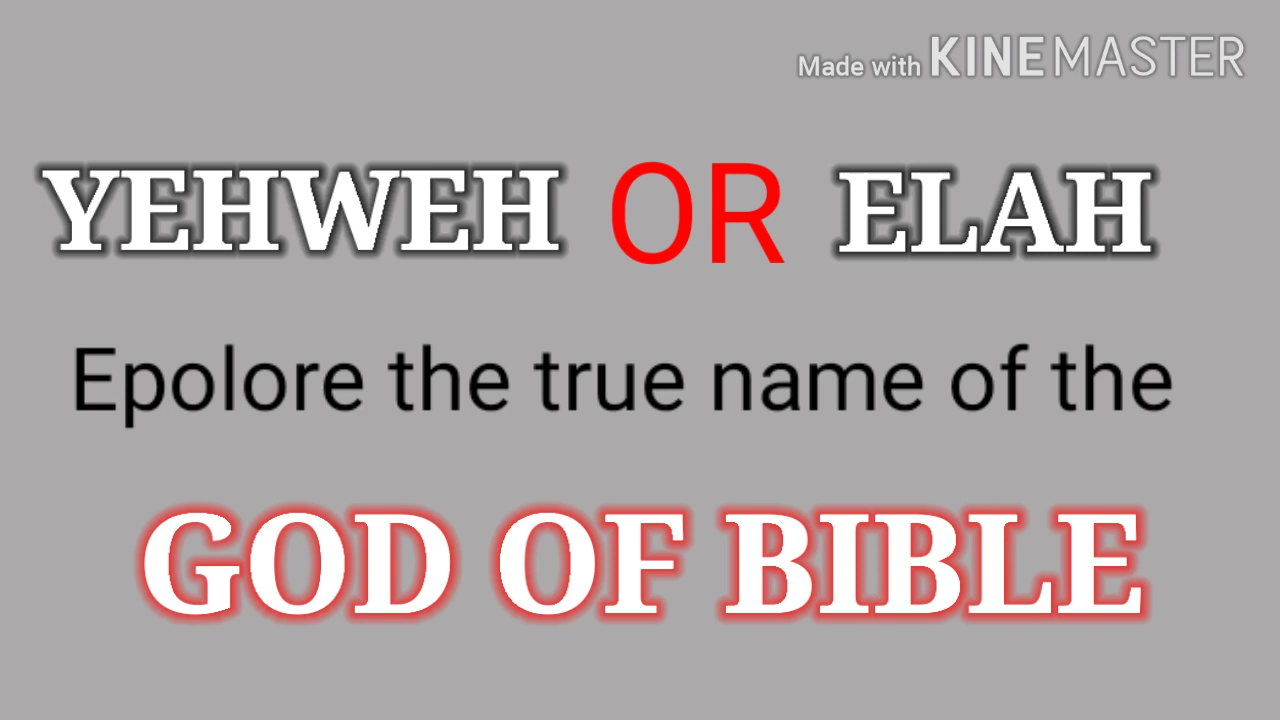 Made with KINEMASTER
YEHWEH OR ELAH
Epolore the true name of the
GOD OF BIBLE